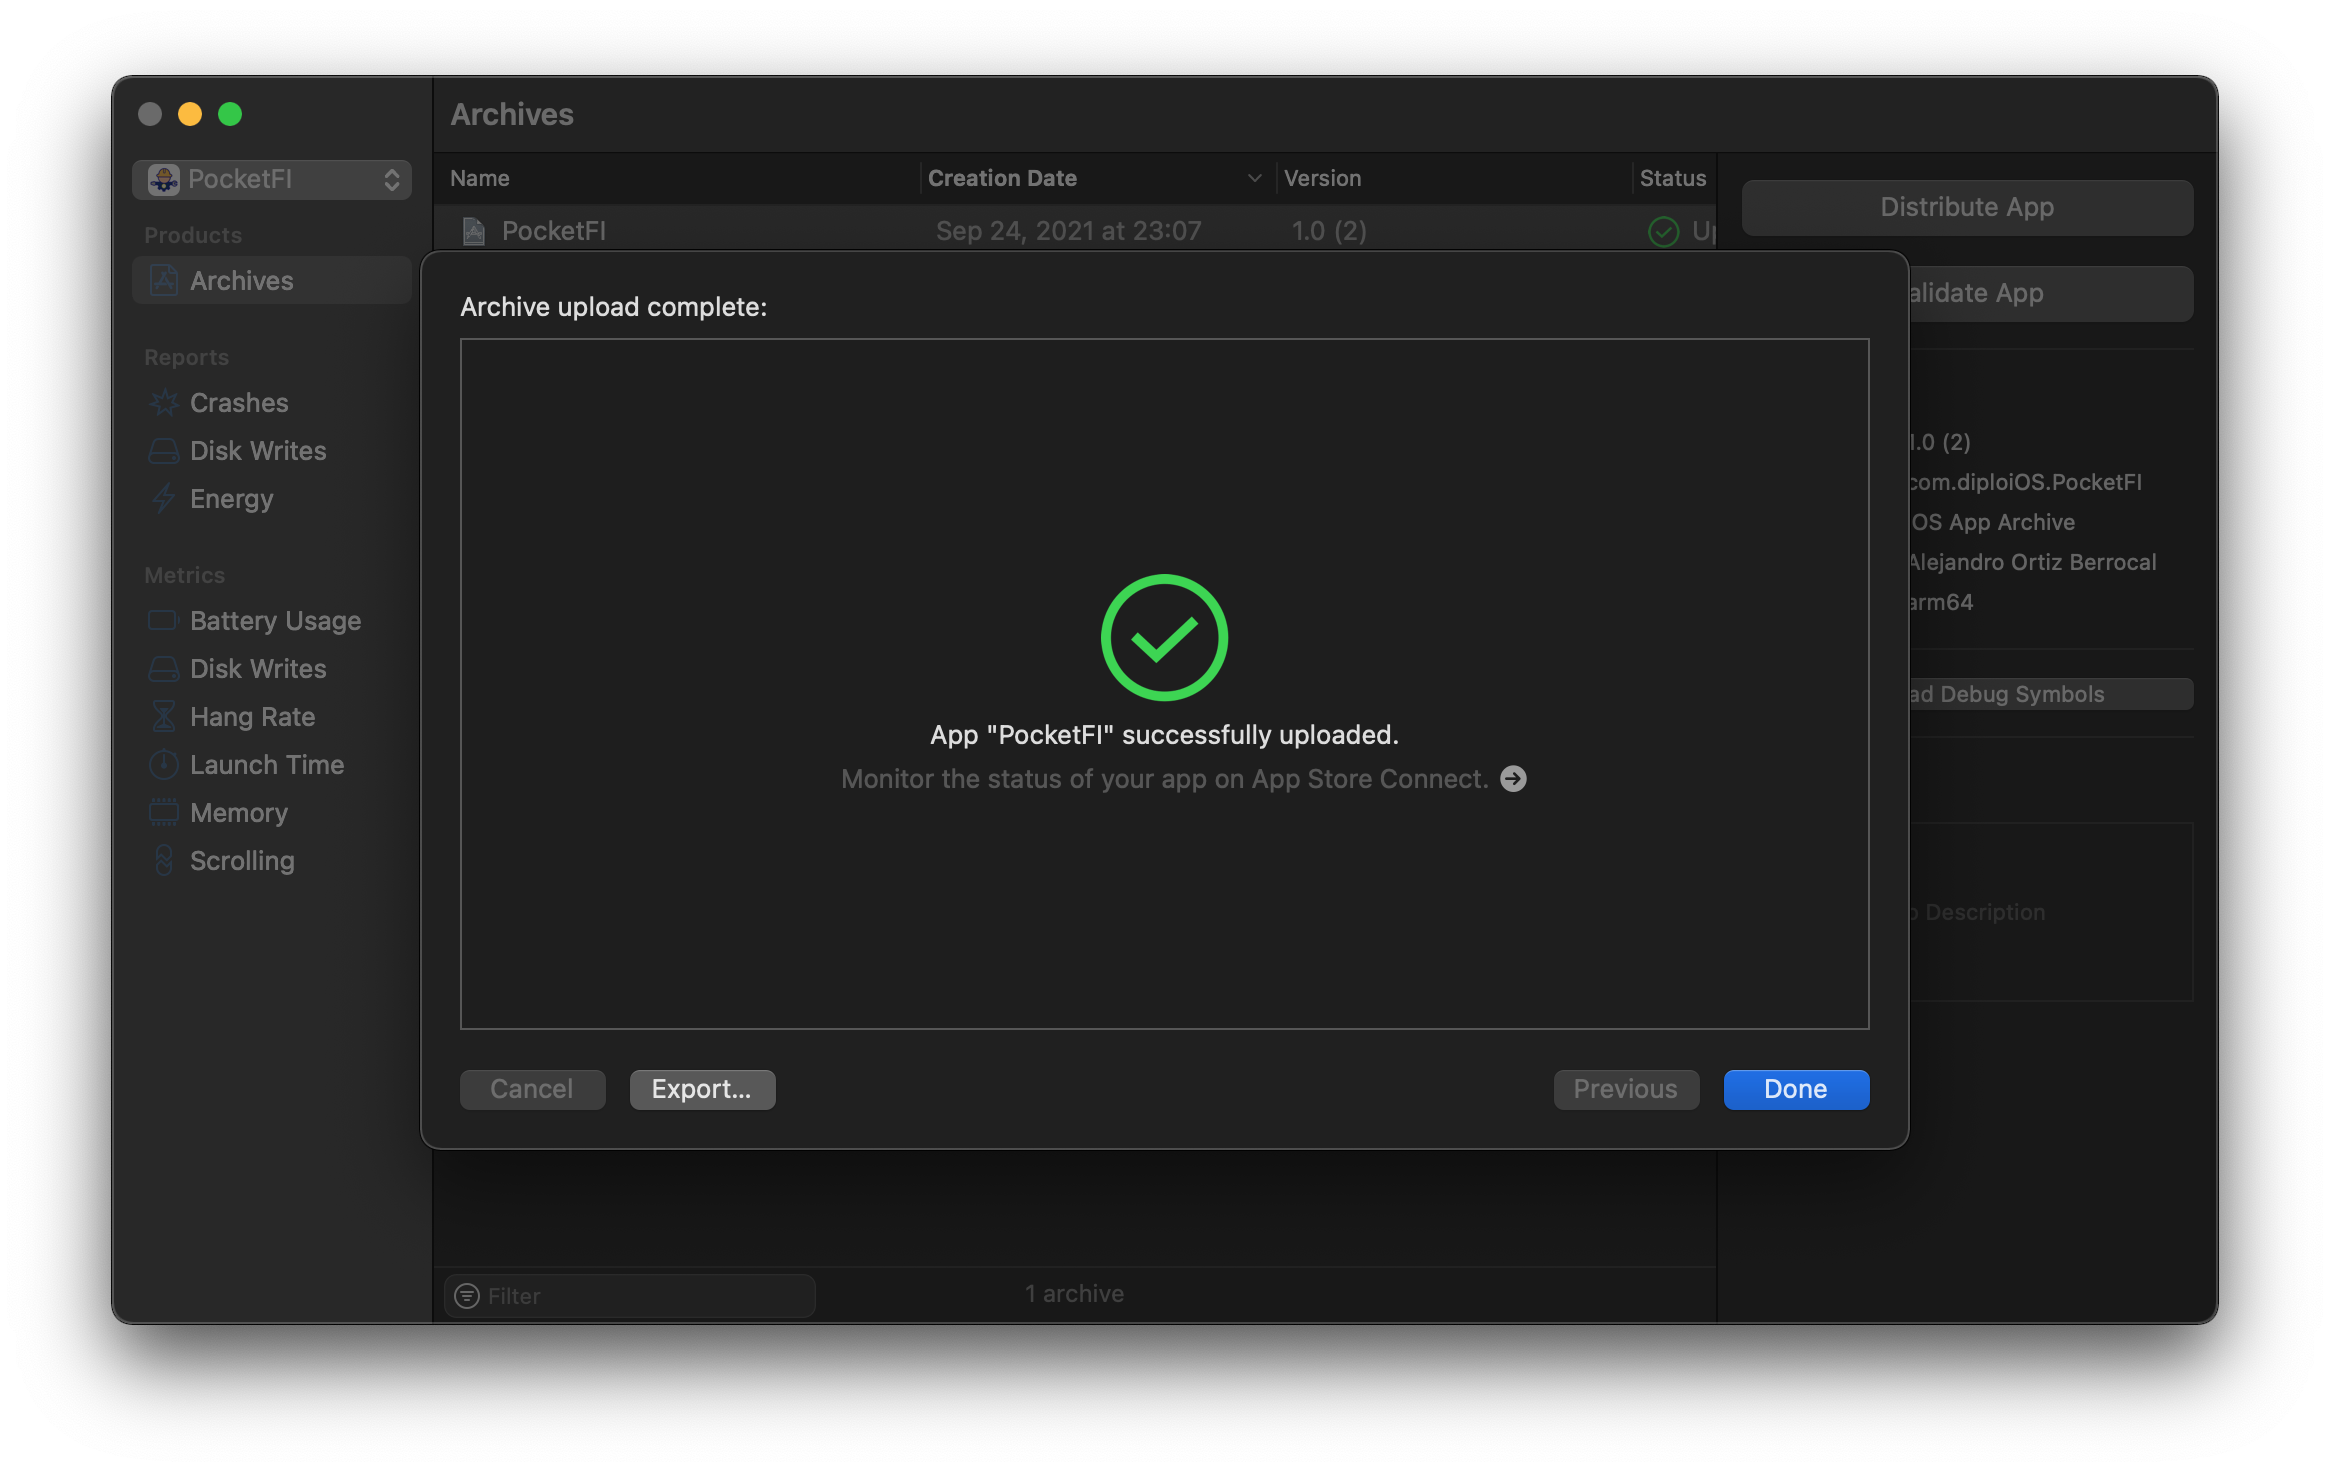 Archives
PocketFI
Products
Archives
Reports
Crashes
Disk Writes
Energy
Metrics
Battery Usage
Disk Writes
Hang Rate
Launch Time
Memory
Scrolling
Name
Creation Date
Version
Status
PocketFI
Sep 24, 2021 at 23:07
1.0 (2)
Archive upload complete:
App "PocketFI" successfully uploaded.
Monitor the status of your app on App Store Connect.
Cancel
Export...
Previous
Done
Filter
1 archive
Distribute App
App
1.0 (2)
com.diploiOS.PocketFI
OS App Archive
Alejandro Ortiz Berrocal
arm64
Debug Symbols
Description